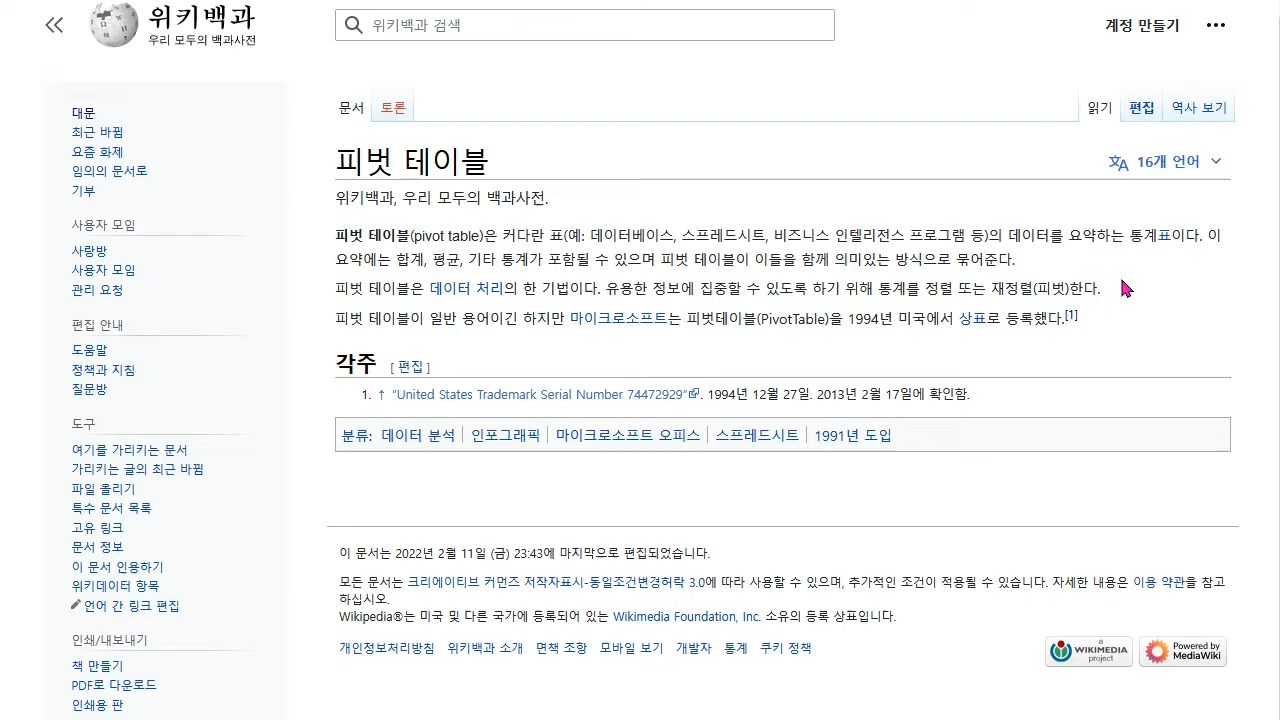 위키백과
우리 모두의 백과사전
위키백과 검색
계정 만들기
대문
최근 바뀜
요즘 화제
임의의 문서로
기부
사용자 모임
사랑방
사용자 모임
관리 요청
편집 안내
도움말
정책과 지침
질문방
도구
여기를 가리키는 문서
가리키는 글의 최근 바뀜
파일 올리기
특수 문서 목록
고유 링크
문서 정보
이 문서 인용하기
위키데이터 항목
언어 간 링크 편집
인쇄/내보내기
책 만들기
PDF로 다운로드
인쇄용 판
문서 토론 읽기 편집 역사 보기
피벗 테이블 16개 언어
위키백과, 우리 모두의 백과사전.
피벗 테이블(pivot table)은 커다란 표(예: 데이터베이스, 스프레드시트, 비즈니스 인텔리전스 프로그램 등)의 데이터를 요약하는 통계표이다. 이
요약에는 합계, 평균, 기타 통계가 포함될 수 있으며 피벗 테이블이 이들을 함께 의미있는 방식으로 묶어준다.
피벗 테이블은 데이터 처리의 한 기법이다. 유용한 정보에 집중할 수 있도록 하기 위해 통계를 정렬 또는 재정렬(피벗)한다.
피벗 테이블이 일반 용어이긴 하지만 마이크로소프트는 피벗테이블(PivotTable)을 1994년 미국에서 상표로 등록했다.[1]
각주 [ 편집 ]
1. ↑ “United States Trademark Serial Number 74472929”. 1994년 12월 27일. 2013년 2월 17일에 확인함.
분류: 데이터 분석 | 인포그래픽 | 마이크로소프트 오피스 | 스프레드시트 | 1991년 도입
이 문서는 2022년 2월 11일 (금) 23:43에 마지막으로 편집되었습니다.
모든 문서는 크리에이티브 커먼즈 저작자표시-동일조건변경허락 3.0에 따라 사용할 수 있으며, 추가적인 조건이 적용될 수 있습니다. 자세한 내용은 이용 약관을 참고
하십시오.
Wikipedia®는 미국 및 다른 국가에 등록되어 있는 Wikimedia Foundation, Inc. 소유의 등록 상표입니다.
개인정보처리방침 위키백과 소개 면책 조항 모바일 보기 개발자 통계 쿠키 정책
a
WIKIMEDIA
project
Powered by
MediaWiki